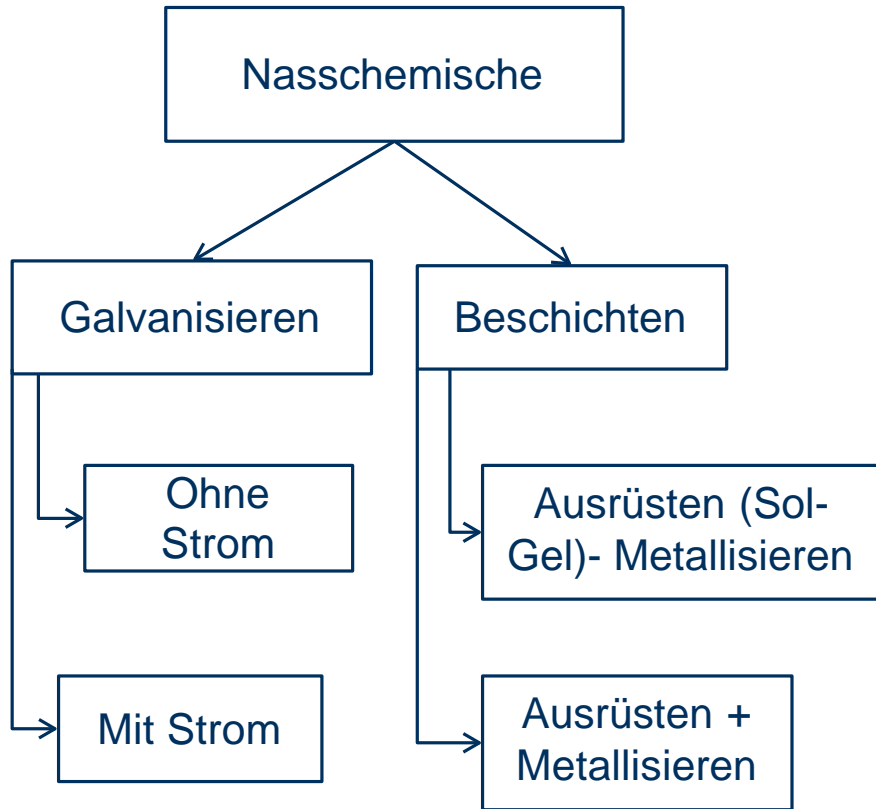 Nasschemische
Galvanisieren
Beschichten
Ohne
Strom
Ausrüsten (Sol-
Gel)- Metallisieren
Mit Strom
Ausrüsten +
Metallisieren